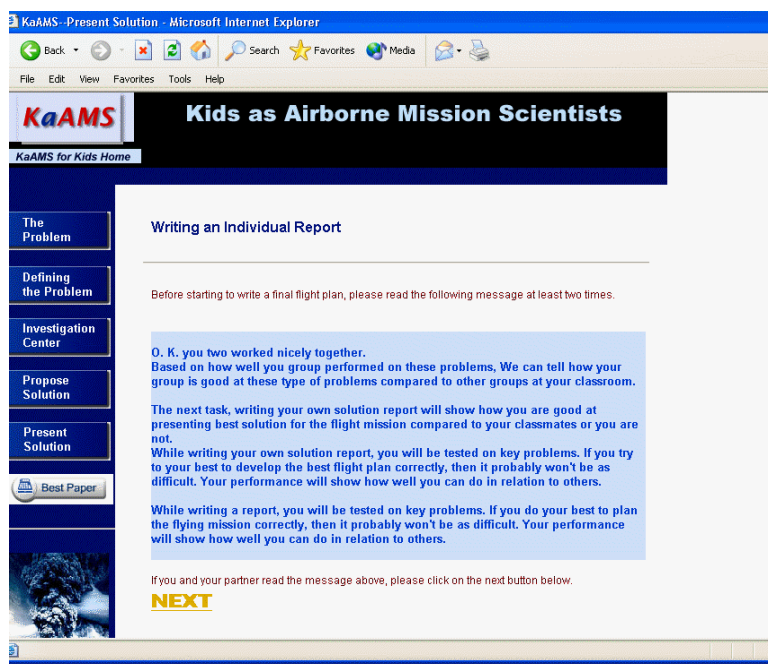 KaAMS--Present Solution - Microsoft Internet Explorer
Back
Search
Favorites
Media
File Edit View Favorites Tools Help
KaAMS
Kids as Airborne Mission Scientists
KaAMS for Kids Home
The
Problem
Defining
the Problem
Investigation
Center
Propose
Solution
Present
Solution
Best Paper
Writing an Individual Report
Before starting to write a final flight plan, please read the following message at least two times.
O. K. you two worked nicely together.
Based on how well you group performed on these problems, We can tell how your
group is good at these type of problems compared to other groups at your classroom.
The next task, writing your own solution report will show how you are good at
presenting best solution for the flight mission compared to your classmates or you are
not.
While writing your own solution report, you will be tested on key problems. If you try
to your best to develop the best flight plan correctly, then it probably won't be as
difficult. Your performance will show how well you can do in relation to others.
While writing a report, you will be tested on key problems. If you do your best to plan
the flying mission correctly, then it probably won't be as difficult. Your performance
will show how well you can do in relation to others.
If you and your partner read the message above, please click on the next button below.
NEXT